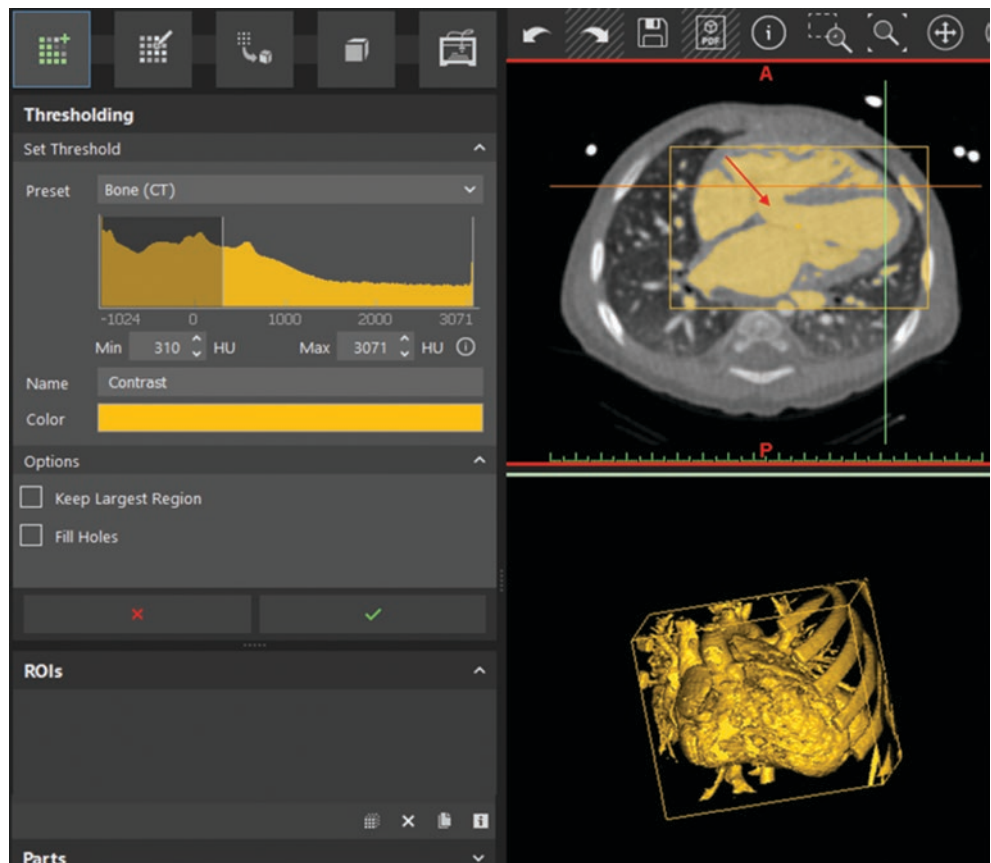 PDF
Thresholding
Set Threshold
Preset Bone (CT)
-1024 0 1000 2000 3071
Min 310 HU Max 3071 HU
Name Contrast
Color
Options
Keep Largest Region
Fill Holes
ROIs
Parts
A
P